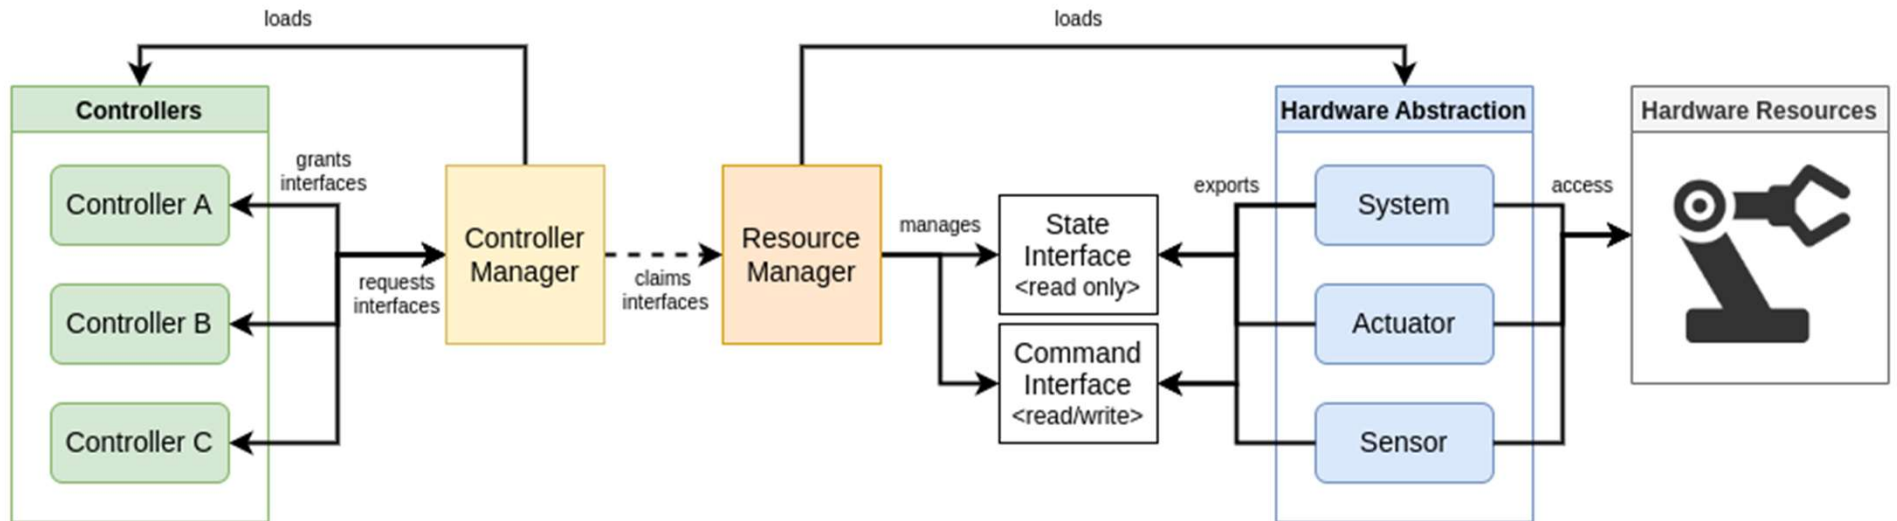 loads
loads
Controllers
Hardware Abstraction
Hardware Resources
grants
interfaces
Controller A
requests
interfaces
Controller B
Controller C
Controller
Manager
claims
interfaces
Resource
Manager
manages
State
Interface
<read only>
Command
Interface
<read/write>
exports
System
Actuator
Sensor
access